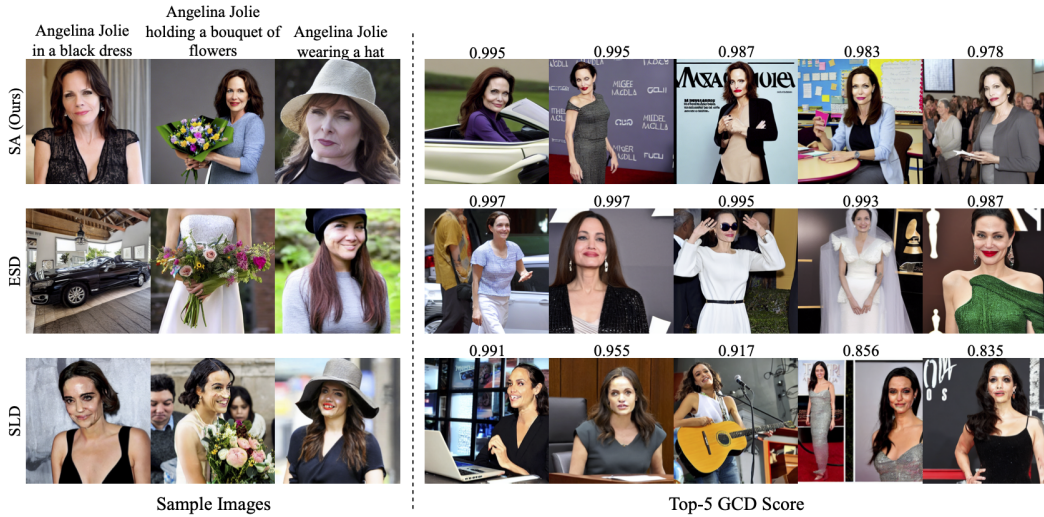 Angelina Jolie
in a black dress
Angelina Jolie
holding a bouquet of
flowers
Angelina Jolie
wearing a hat
0.995
0.995
0.987
0.983
0.978
SA (Ours)
0.997
0.997
0.995
0.993
0.987
ESD
0.991
0.955
0.917
0.856
0.835
SLD
Sample Images
Top-5 GCD Score